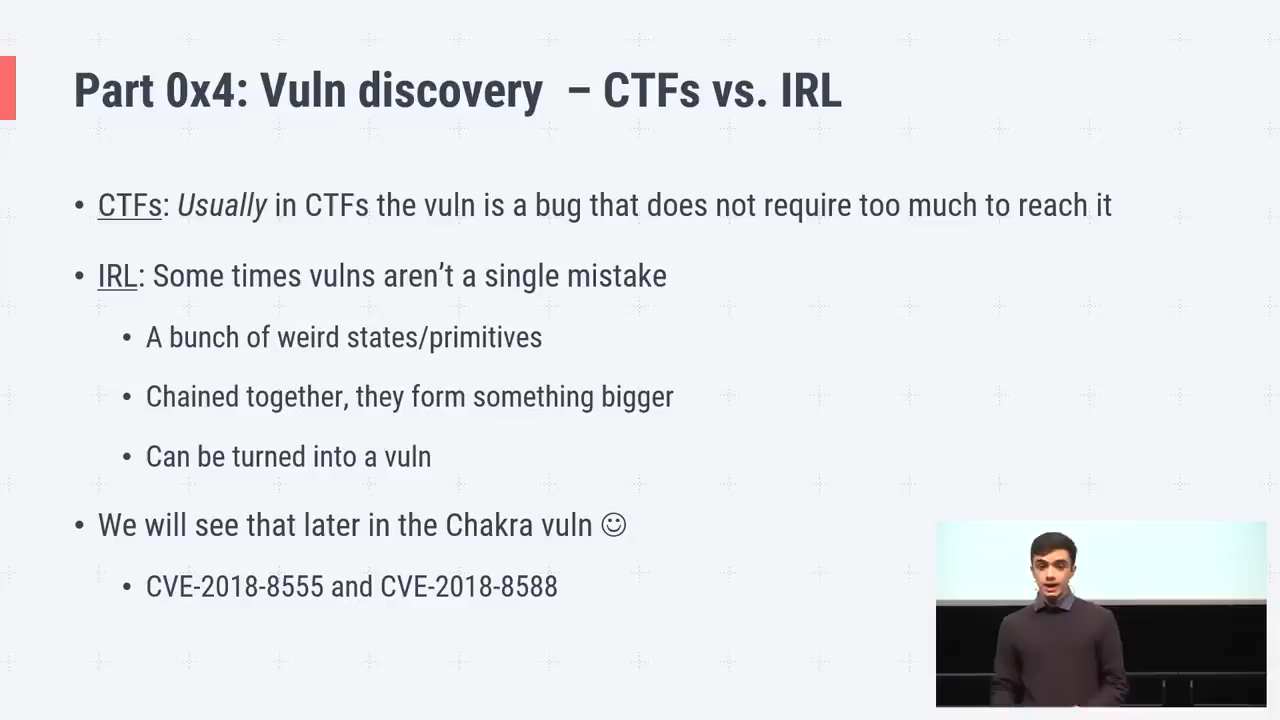 Part 0x4: Vuln discovery – CTFs vs. IRL
• CTFs: Usually in CTFs the vuln is a bug that does not require too much to reach it
• IRL: Some times vulns aren’t a single mistake
• A bunch of weird states/primitives
• Chained together, they form something bigger
• Can be turned into a vuln
• We will see that later in the Chakra vuln ☺
• CVE-2018-8555 and CVE-2018-8588